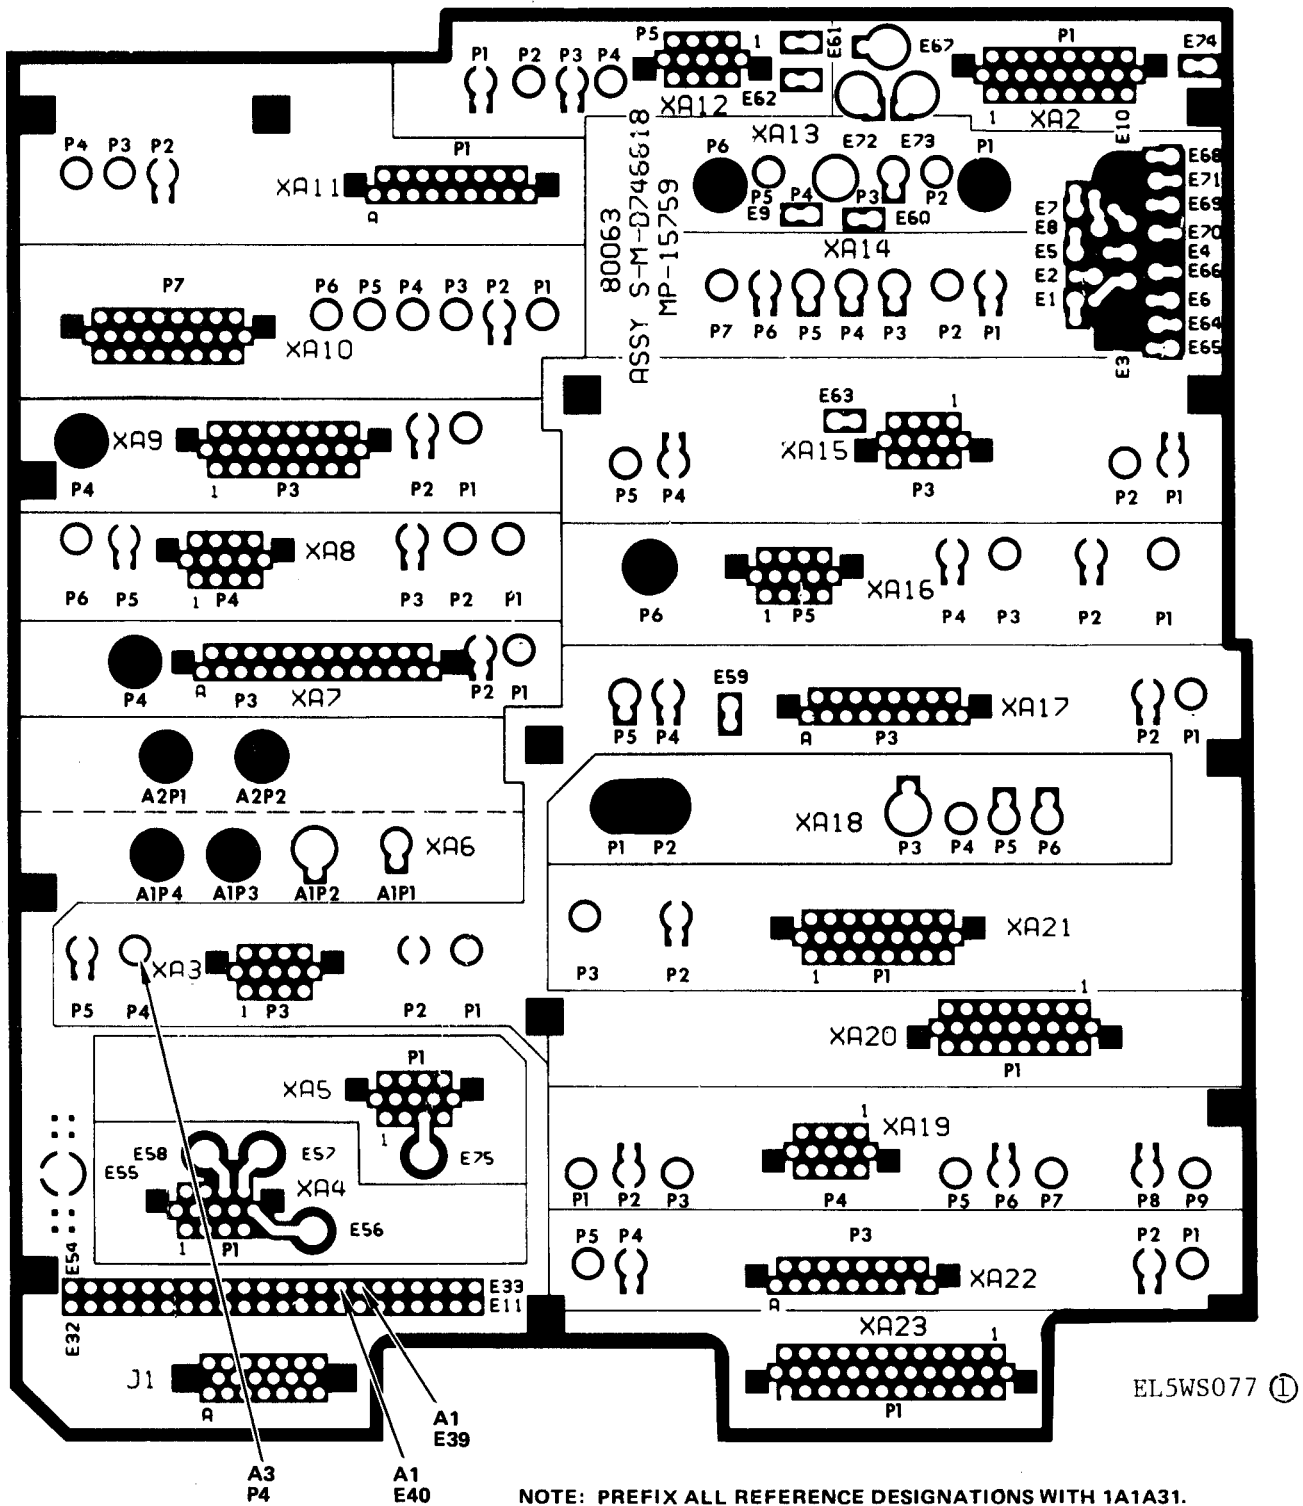 P1 P2 P3 P4 P5 1 E61 E67 P1 E74
XA12 E62 1 XA2 E10
XA13 E72 E73
P4 P3 P2 P1 XA11 A
P6 P5 E9 P4 P3 E60 P2 P1 XA14
80063
ASSY S-M-D746618
MP-15759
E68
E71
E69
E70
E4
E66
E6
E64
E65
E7
E8
E5
E2
E1
E3
P7 P6 P5 P4 P3 P2 P1
XA10
P7 P6 P5 P4 P3 P2 P1
E63 1 XA15
P5 P4 P3 P2 P1
XA9
P4 1 P3 P2 P1
XA8
P6 P5 1 P4 P3 P2 P1
XA16
P6 1 P5 P4 P3 P2 P1
P4 A P3 XA7 P2 P1
E59 XA17
P5 P4 A P3 P2 P1
A2P1 A2P2
XA18
P1 P2 P3 P4 P5 P6
XA6
A1P4 A1P3 A1P2 A1P1
XA21
P3 P2 1 P1
XA3
P5 P4 1 P3 P2 P1
1
XA20
P1
P1
XA5
1
E58 E57 E75
E55 XA4
E56
1 P1
1 XA19
P1 P2 P3 P4 P5 P6 P7 P8 P9
P5 P4 P3 P2 P1
XA22
A
E54 E33
E32 E11
XA23 1
P1
J1
A
EL5WS077 ①
A1
E39
A3
P4
A1
E40
NOTE: PREFIX ALL REFERENCE DESIGNATIONS WITH 1A1A31.